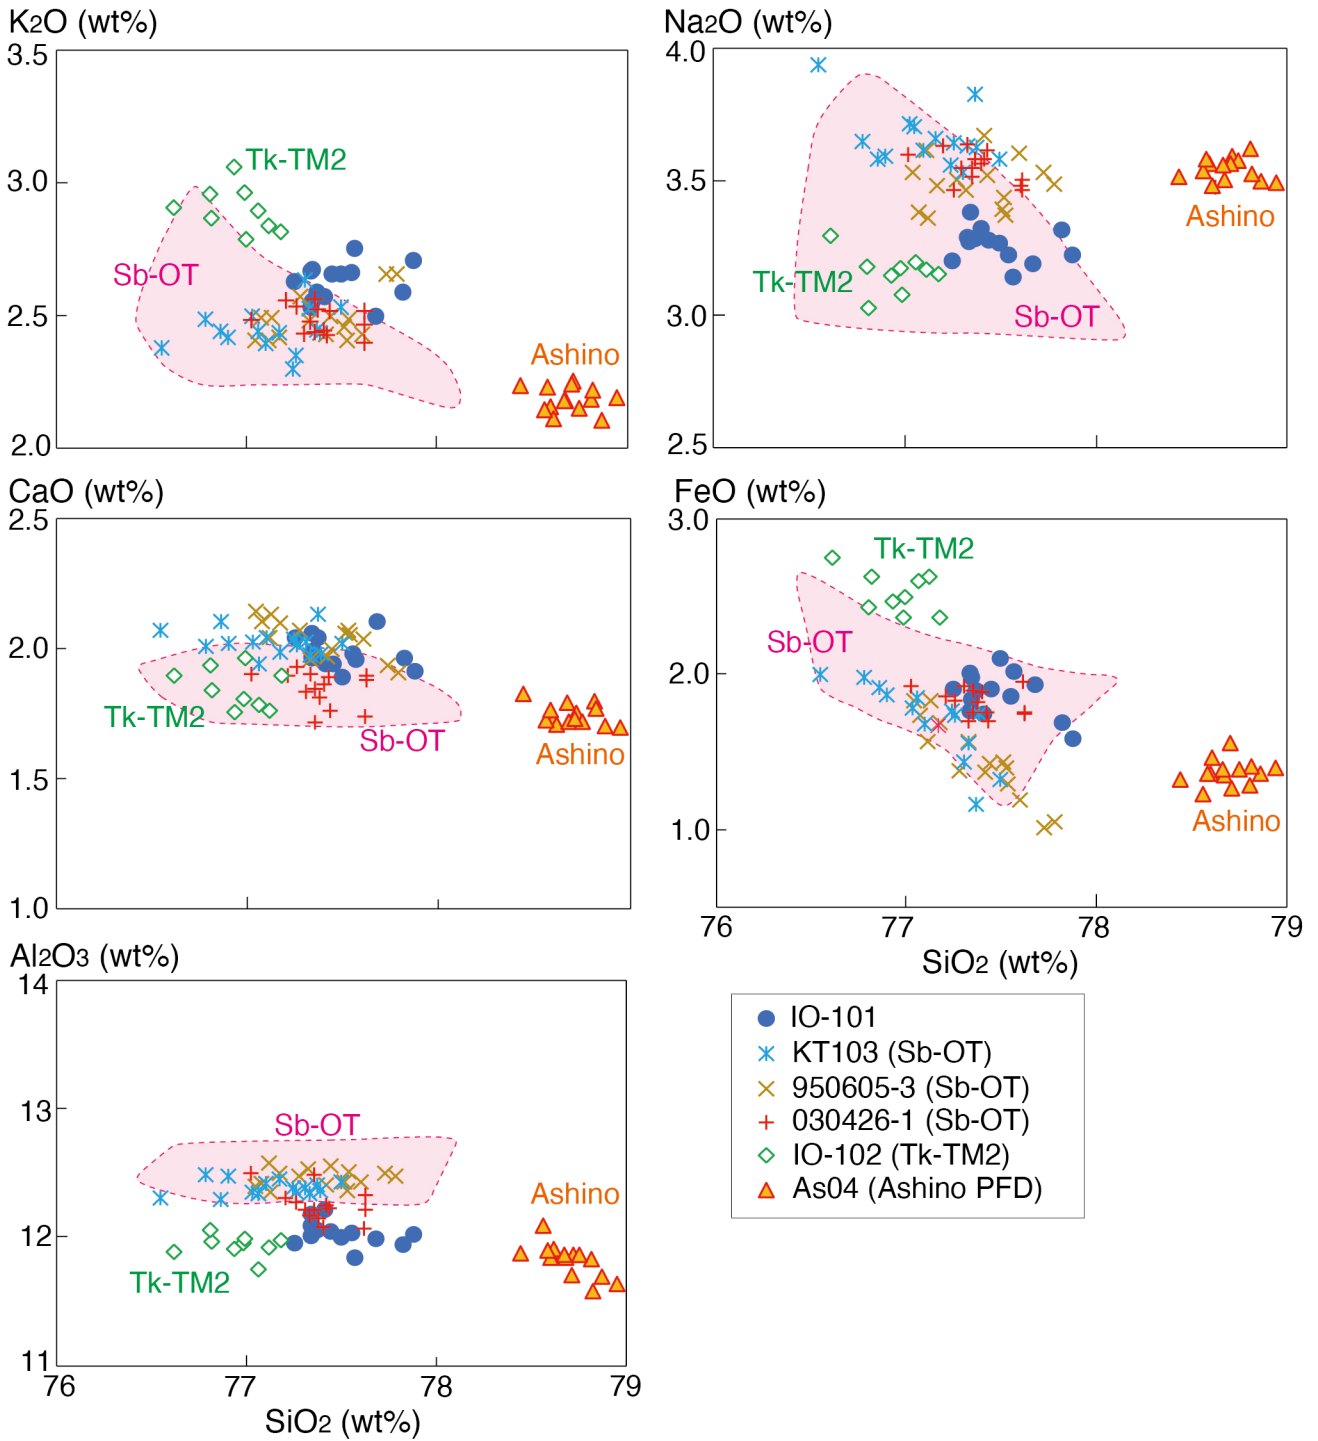 K2O (wt%)
3.5
3.0
2.5
2.0
Tk-TM2
Sb-OT
Ashino
Na2O (wt%)
4.0
3.5
3.0
2.5
Ashino
Tk-TM2
Sb-OT
CaO (wt%)
2.5
2.0
1.5
1.0
Tk-TM2
Sb-OT
Ashino
FeO (wt%)
3.0
2.0
1.0
Tk-TM2
Sb-OT
Ashino
76 77 78 79
SiO2 (wt%)
Al2O3 (wt%)
14
13
12
11
Sb-OT
Ashino
Tk-TM2
76 77 78 79
SiO2 (wt%)
IO-101
KT103 (Sb-OT)
950605-3 (Sb-OT)
030426-1 (Sb-OT)
IO-102 (Tk-TM2)
As04 (Ashino PFD)